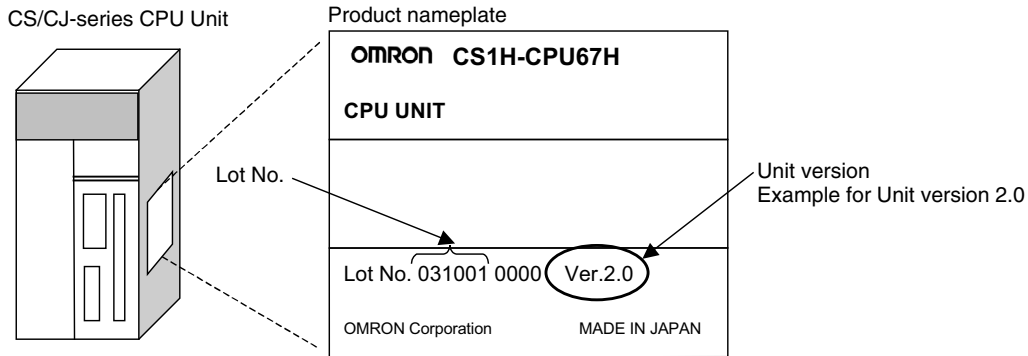 CS/CJ-series CPU Unit
Product nameplate
OMRON CS1H-CPU67H
CPU UNIT
Lot No.
Unit version
Example for Unit version 2.0
Lot No. 031001 0000 Ver.2.0
OMRON Corporation MADE IN JAPAN